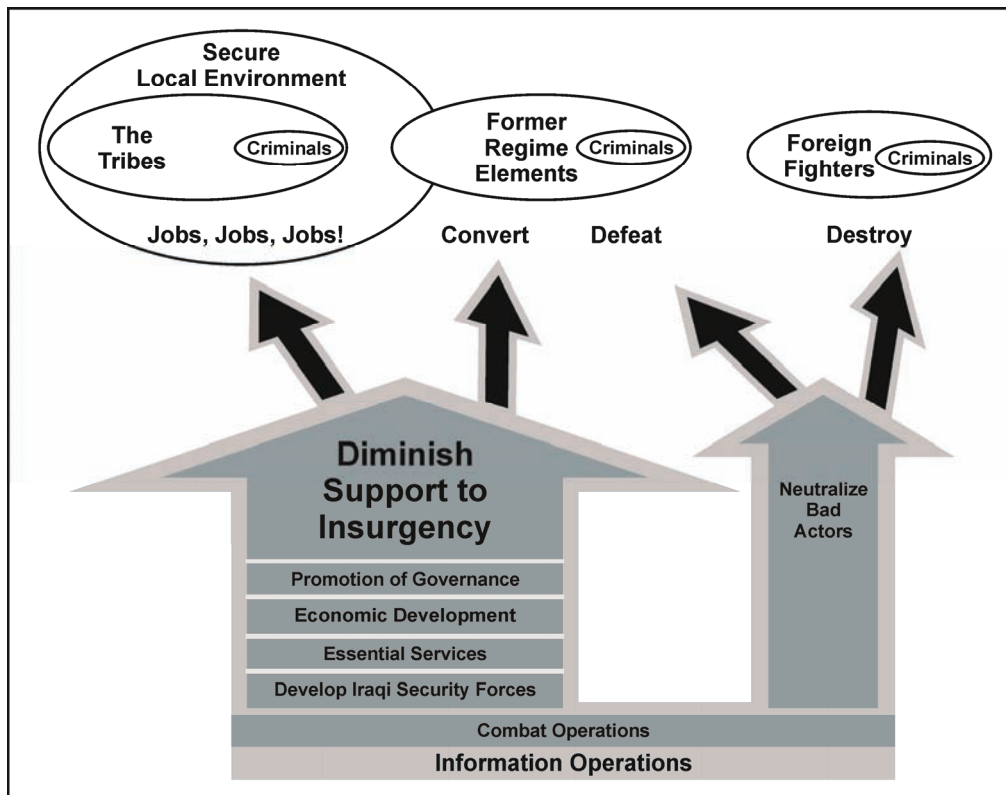 Secure
Local Environment
The
Tribes
Criminals
Former
Regime
Elements
Criminals
Foreign
Fighters
Criminals
Jobs, Jobs, Jobs!
Convert
Defeat
Destroy
Diminish
Support to
Insurgency
Neutralize
Bad
Actors
Promotion of Governance
Economic Development
Essential Services
Develop Iraqi Security Forces
Combat Operations
Information Operations